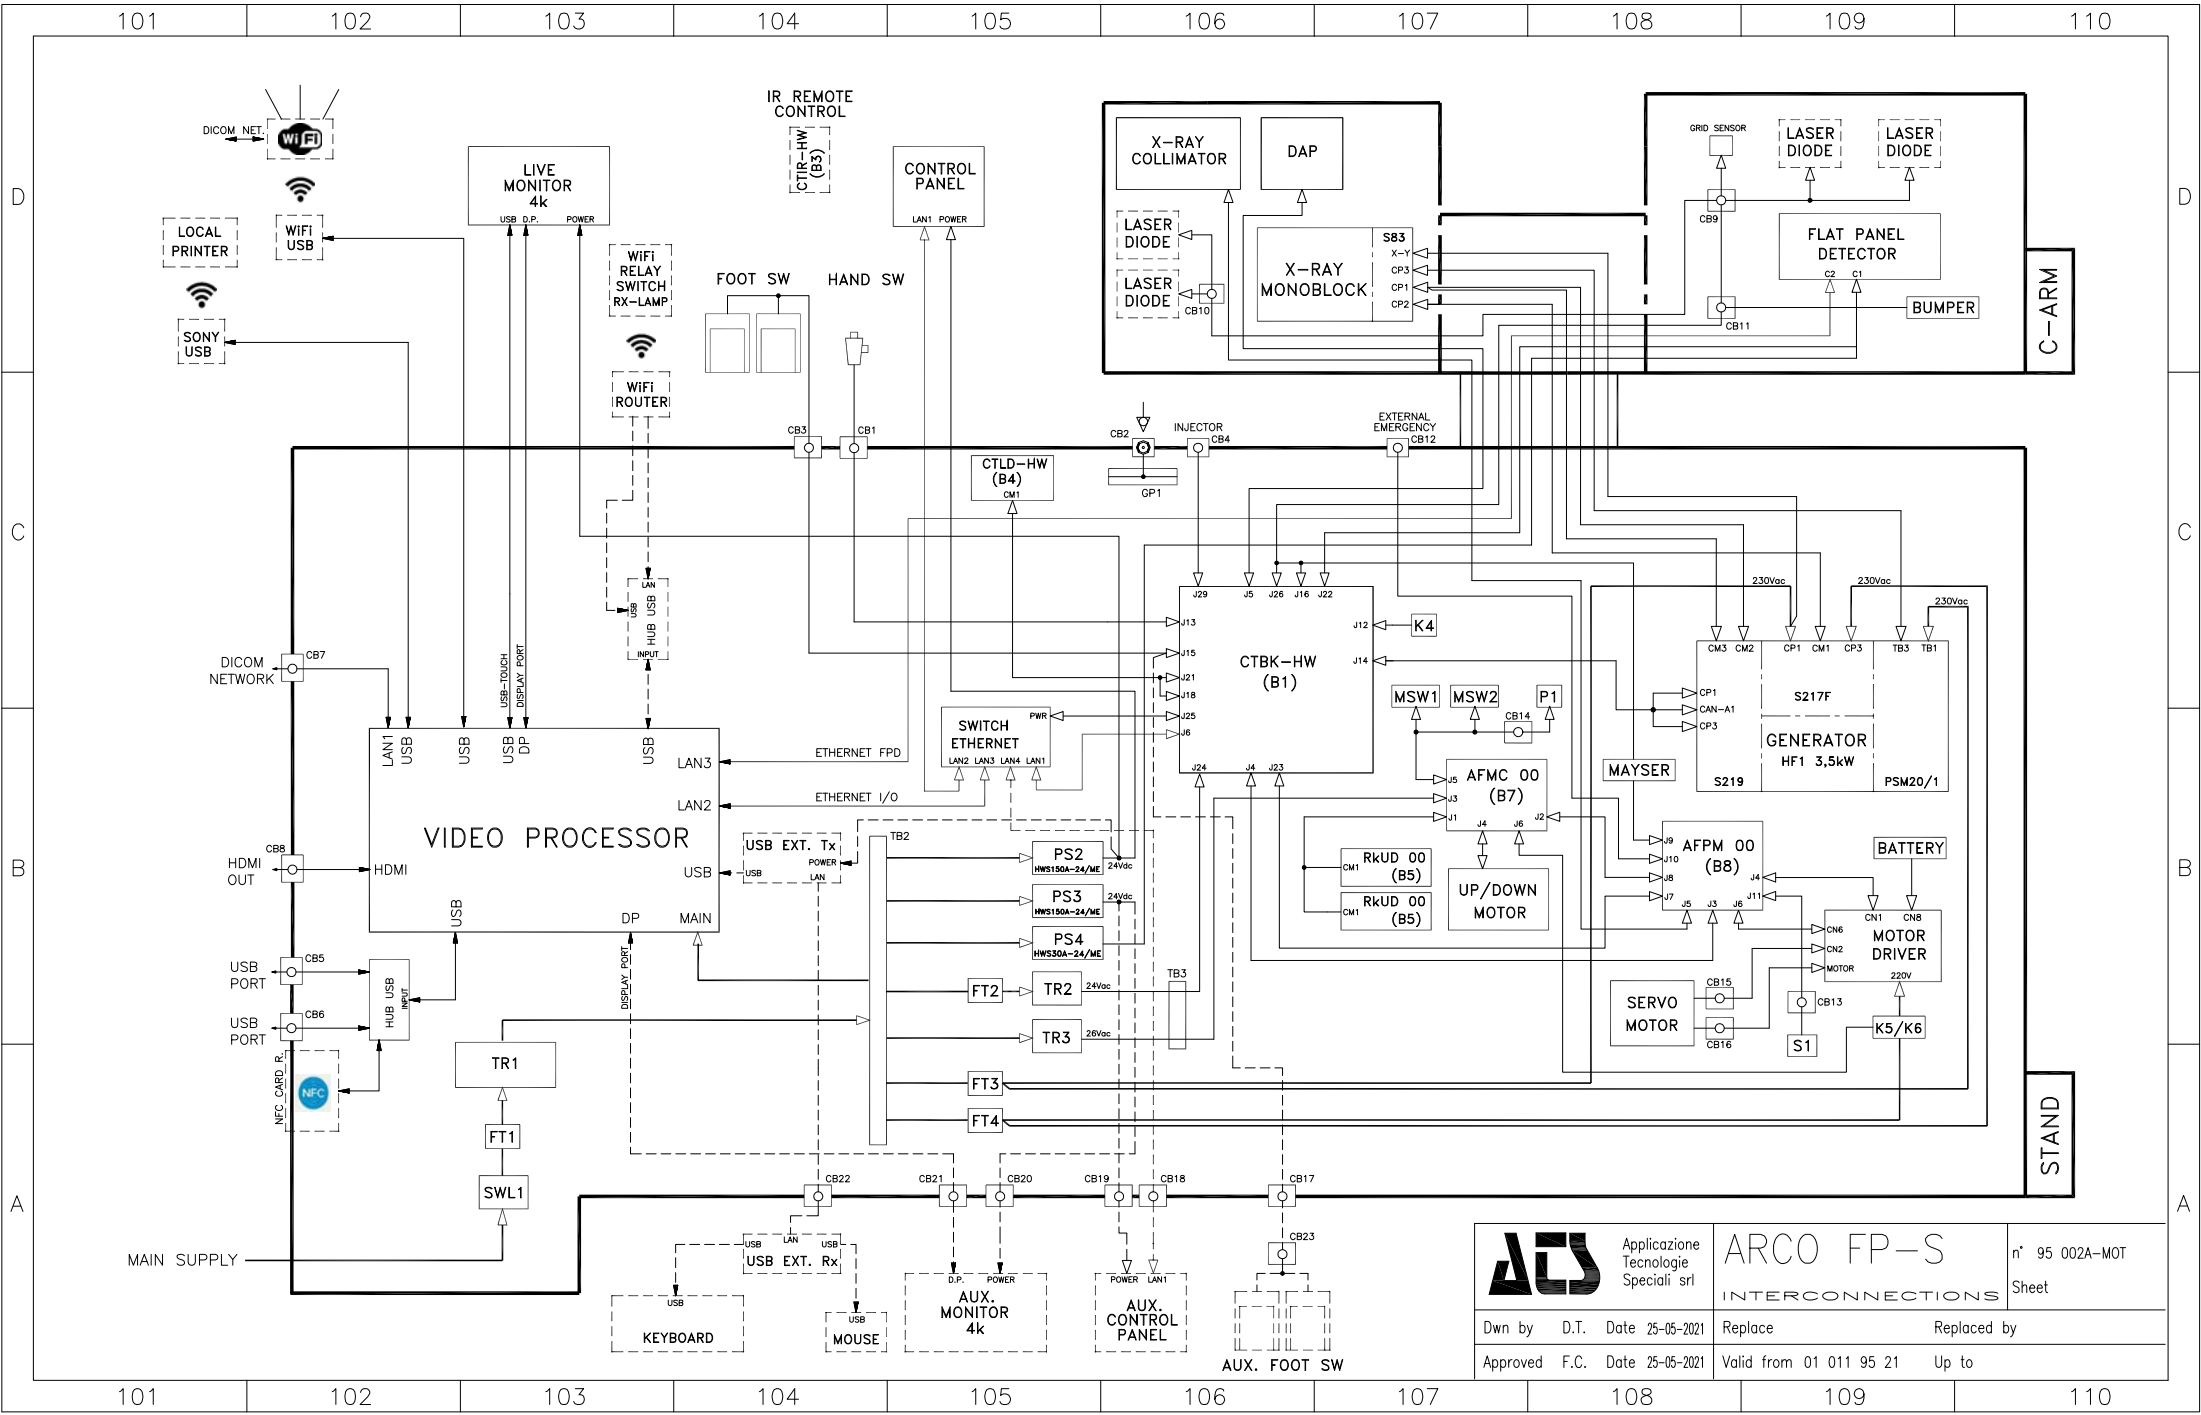 101 102 103 104 105 106 107 108 109 110
D
C
B
A
DICOM NET.
WiFi
WiFi
USB
LOCAL
PRINTER
SONY
USB
LIVE
MONITOR
4k
USB D.P. POWER
WiFi
RELAY
SWITCH
RX-LAMP
WiFi
ROUTER
IR REMOTE
CONTROL
CTIR-HW
(B3)
FOOT SW
HAND SW
CONTROL
PANEL
LAN1 POWER
X-RAY
COLLIMATOR
DAP
LASER
DIODE
LASER
DIODE
CB10
X-RAY
MONOBLOCK
S83
X-Y
CP3
CP1
CP2
GRID SENSOR
LASER
DIODE
LASER
DIODE
CB9
FLAT PANEL
DETECTOR
C2 C1
CB11
BUMPER
C-ARM
D
C
B
A
CB3
CB1
CB2
INJECTOR
CB4
EXTERNAL
EMERGENCY
CB12
GP1
CTLD-HW
(B4)
CM1
LAN
USB
HUB USB
INPUT
DICOM
NETWORK
CB7
USB-TOUCH
DISPLAY PORT
J29 J5 J26 J16 J22
J13
J15
J21
J18
J25
J6
J12
J14
K4
CTBK-HW
(B1)
J24 J4 J23
230Vac
230Vac
230Vac
CM3 CM2 CP1 CM1 CP3 TB3 TB1
CP1
CAN-A1
CP3
S217F
GENERATOR
HF1 3,5kW
S219
PSM20/1
MSW1
MSW2
P1
CB14
MAYSER
SWITCH
ETHERNET
PWR
LAN2 LAN3 LAN4 LAN1
LAN1
USB
USB
USB
DP
USB
LAN3
LAN2
ETHERNET FPD
ETHERNET I/O
VIDEO PROCESSOR
HDMI
USB
USB
DP
MAIN
HDMI
OUT
CB8
USB EXT. Tx
POWER
USB
LAN
TB2
PS2
HWS150A-24/ME
24Vdc
PS3
HWS150A-24/ME
24Vdc
PS4
HWS30A-24/ME
FT2
TR2
24Vac
TR3
26Vac
TB3
FT3
FT4
AFMC 00
(B7)
J5
J3
J1
J4
J6
J2
RkUD 00
(B5)
CM1
RkUD 00
(B5)
CM1
UP/DOWN
MOTOR
AFPM 00
(B8)
J9
J10
J8
J7
J5
J3
J6
J4
J11
BATTERY
CN1
CN8
CN6
CN2
MOTOR
MOTOR
DRIVER
220V
SERVO
MOTOR
CB15
CB16
CB13
S1
K5/K6
USB
PORT
CB5
USB
PORT
CB6
HUB USB
INPUT
NFC CARD R.
NFC
DISPLAY PORT
TR1
FT1
SWL1
MAIN SUPPLY
CB22
CB21
CB20
CB19
CB18
CB17
CB23
STAND
USB
LAN
USB
USB EXT. Rx
USB
KEYBOARD
USB
MOUSE
D.P. POWER
AUX.
MONITOR
4k
POWER LAN1
AUX.
CONTROL
PANEL
AUX. FOOT SW
ATS
Applicazione
Tecnologie
Speciali srl
ARCO FP-S
INTERCONNECTIONS
n° 95 002A-MOT
Sheet
Dwn by D.T. Date 25-05-2021
Replace Replaced by
Approved F.C. Date 25-05-2021
Valid from 01 011 95 21 Up to
101 102 103 104 105 106 107 108 109 110